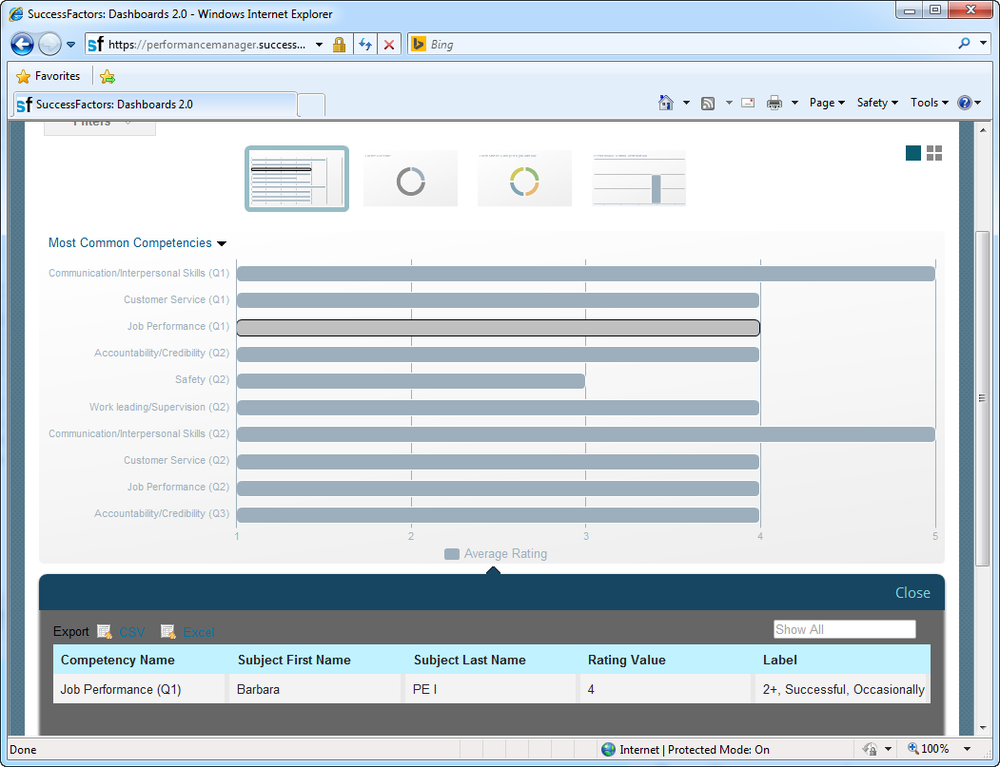 SuccessFactors: Dashboards 2.0 - Windows Internet Explorer
sf https://performancemanager.success...
Bing
Favorites
sf SuccessFactors: Dashboards 2.0
Page
Safety
Tools
Filters
Most Common Competencies
Communication/Interpersonal Skills (Q1)
Customer Service (Q1)
Job Performance (Q1)
Accountability/Credibility (Q2)
Safety (Q2)
Work leading/Supervision (Q2)
Communication/Interpersonal Skills (Q2)
Customer Service (Q2)
Job Performance (Q2)
Accountability/Credibility (Q3)
1 2 3 4 5
Average Rating
Close
Export CSV Excel
Show All
Competency Name Subject First Name Subject Last Name Rating Value Label
Job Performance (Q1) Barbara PE I 4 2+, Successful, Occasionally
Done
Internet | Protected Mode: On
100%